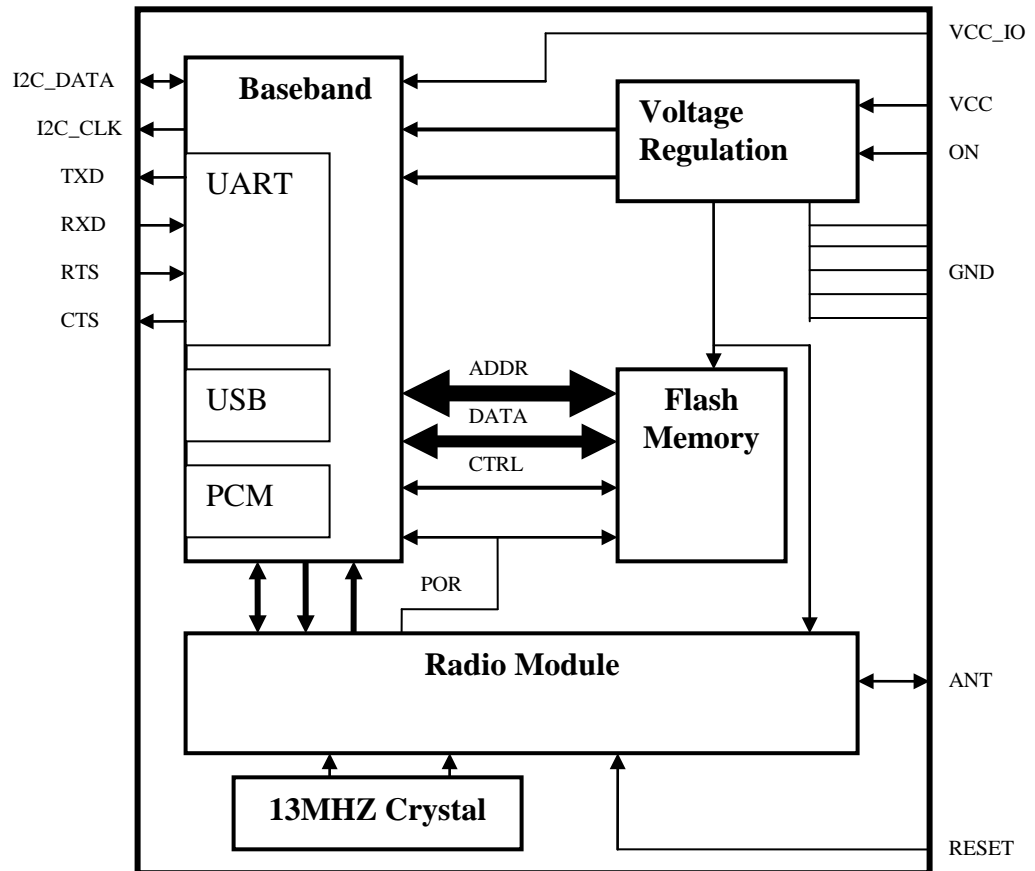 VCC_IO
I2C_DATA
Baseband
VCC
Voltage
Regulation
I2C_CLK
ON
TXD
UART
RXD
RTS
GND
CTS
ADDR
USB
Flash
Memory
DATA
CTRL
PCM
POR
Radio Module
ANT
13MHZ Crystal
RESET